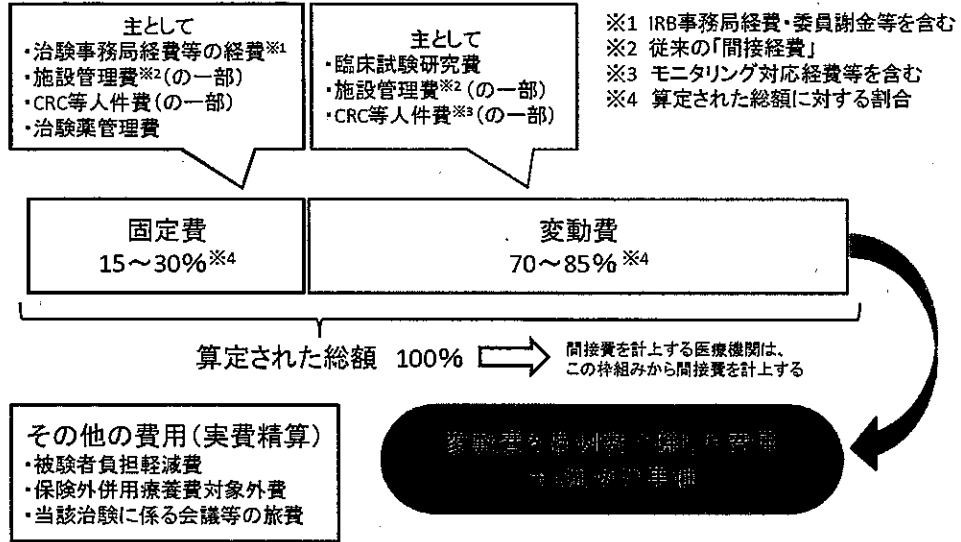 主として
・治験事務局経費等の経費※1
・施設管理費※2(の一部)
・CRC等人件費(の一部)
・治験薬管理費
主として
・臨床試験研究費
・施設管理費※2(の一部)
・CRC等人件費※3(の一部)
※1 IRB事務局経費・委員謝金等を含む
※2 従来の「間接経費」
※3 モニタリング対応経費等を含む
※4 算定された総額に対する割合
固定費
15～30%※4
変動費
70～85%※4
算定された総額 100%
間接費を計上する医療機関は、
この枠組みから間接費を計上する
その他の費用(実費精算)
・被験者負担軽減費
・保険外併用療養費対象外費
・当該治験に係る会議等の旅費